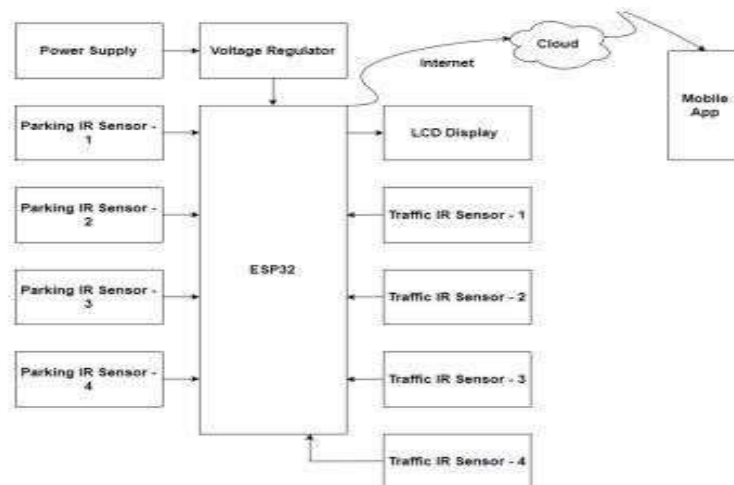 Power Supply
Voltage Regulator
Internet
Cloud
Mobile
App
Parking IR Sensor -
1
LCD Display
Parking IR Sensor -
2
Traffic IR Sensor - 1
ESP32
Parking IR Sensor -
3
Traffic IR Sensor - 2
Parking IR Sensor -
4
Traffic IR Sensor - 3
Traffic IR Sensor - 4